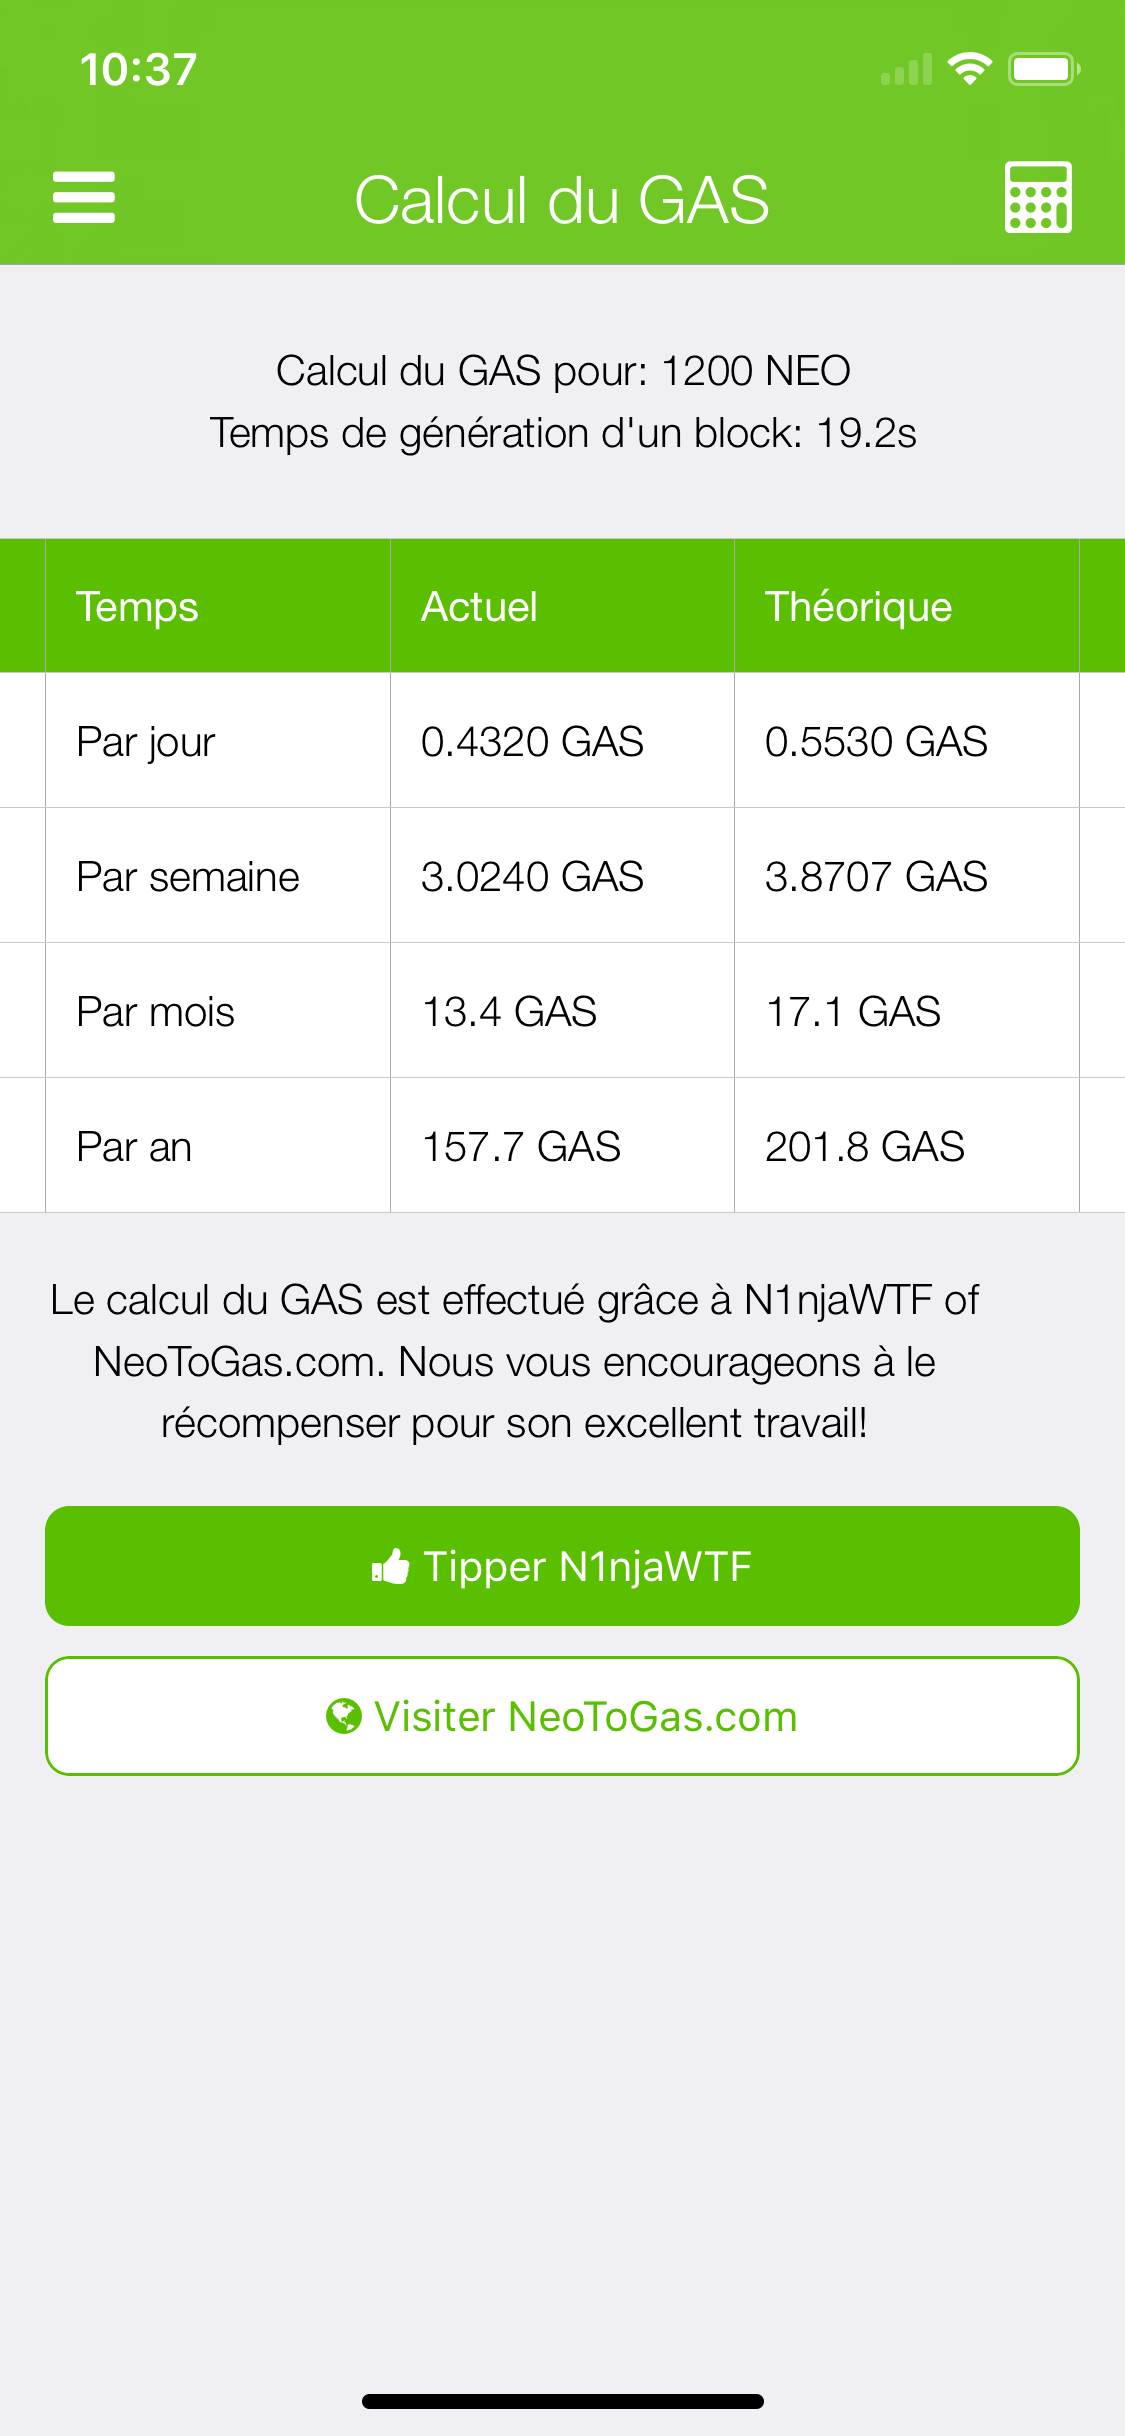 10:37
Calcul du GAS
Calcul du GAS pour: 1200 NEO
Temps de génération d'un block: 19.2s
Temps Actuel Théorique
Par jour 0.4320 GAS 0.5530 GAS
Par semaine 3.0240 GAS 3.8707 GAS
Par mois 13.4 GAS 17.1 GAS
Par an 157.7 GAS 201.8 GAS
Le calcul du GAS est effectué grâce à N1njaWTF of
NeoToGas.com. Nous vous encourageons à le
récompenser pour son excellent travail!
Tipper N1njaWTF
Visiter NeoToGas.com